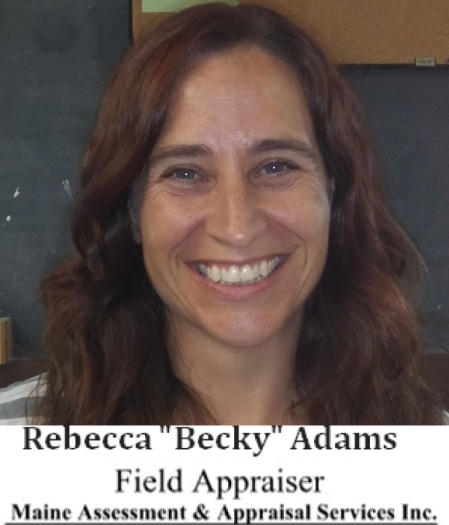 Rebecca "Becky" Adams
Field Appraiser
Maine Assessment & Appraisal Services Inc.